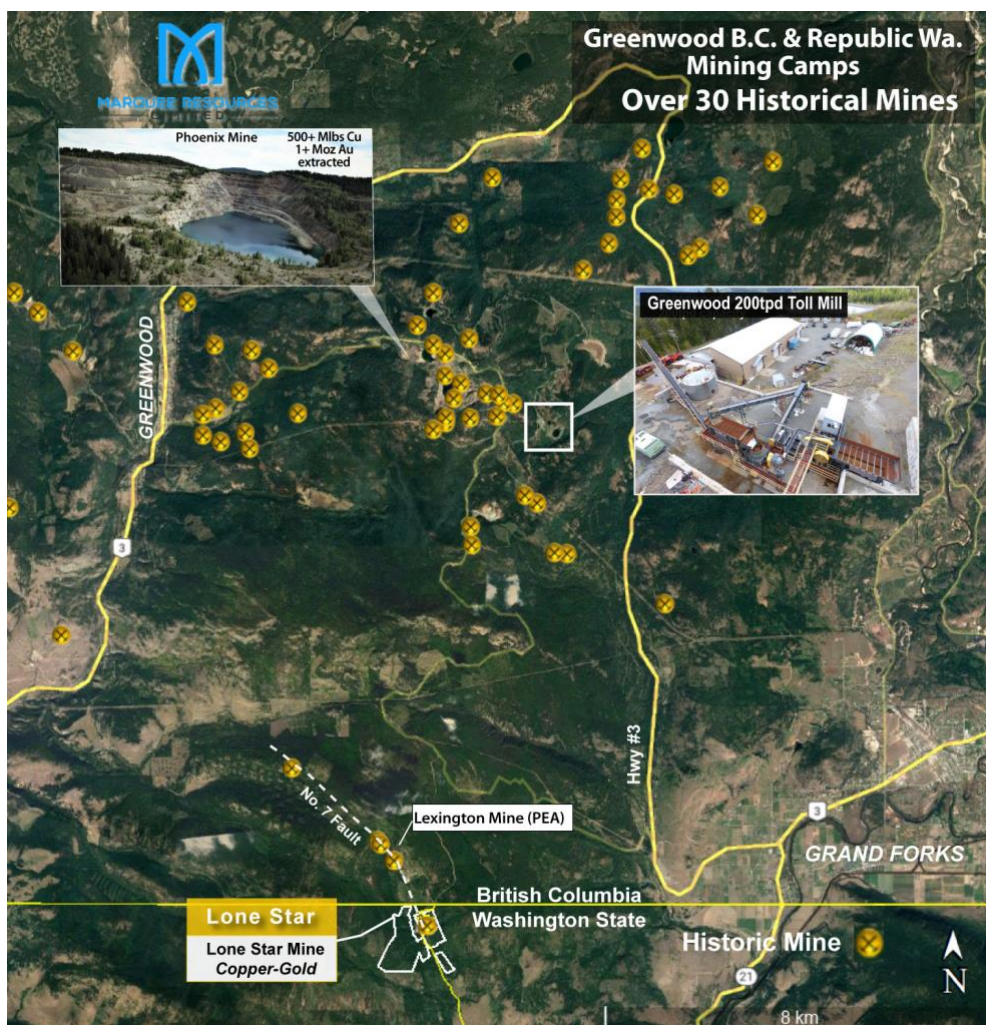 MARQUEE RESOURCES
LIMITED
Greenwood B.C. & Republic Wa.
Mining Camps
Over 30 Historical Mines
Phoenix Mine
500+ Mlbs Cu
1+ Moz Au
extracted
Greenwood 200tpd Toll Mill
GREENWOOD
3
Hwy #3
No. 7 Fault
Lexington Mine (PEA)
3
GRAND FORKS
British Columbia
Washington State
Lone Star
Lone Star Mine
Copper-Gold
Historic Mine
21
N
8 km